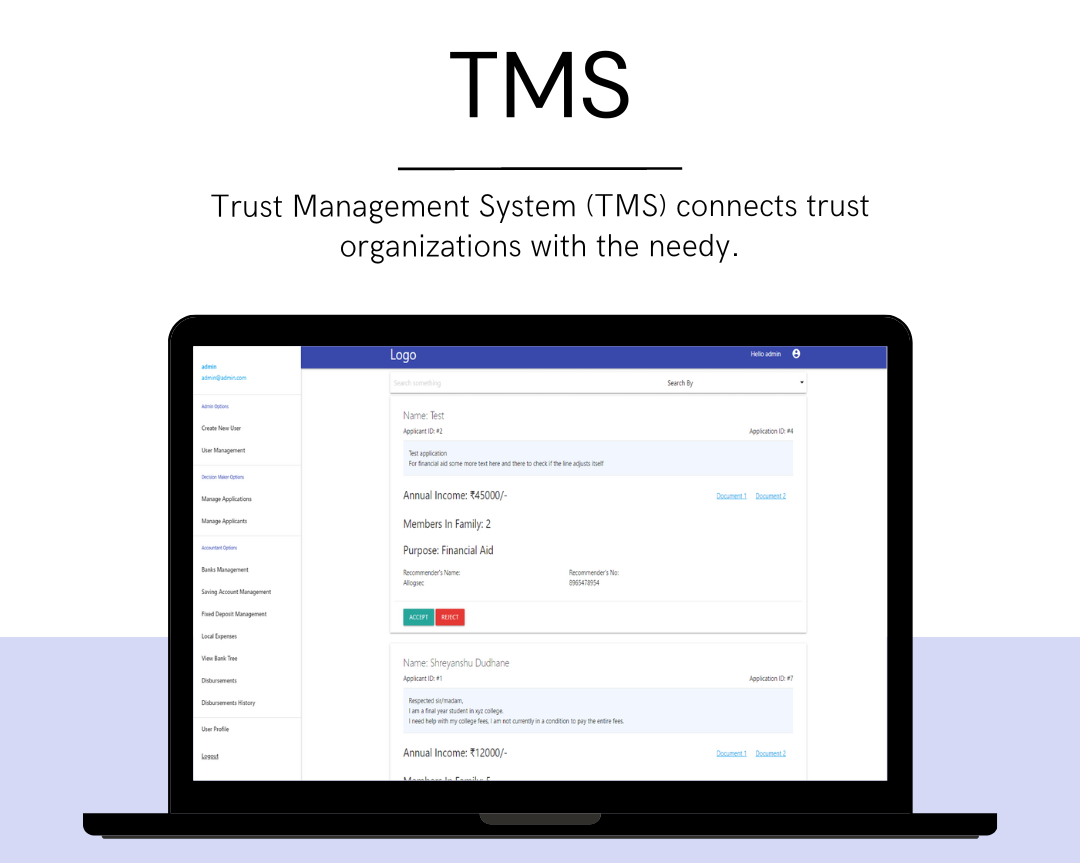 TMS
Trust Management System (TMS) connects trust
organizations with the needy.
admin
admin@admin.com
Admin Options
Create New User
User Management
Decision Maker Options
Manage Applications
Manage Applicants
Accountant Options
Banks Management
Saving Account Management
Fixed Deposit Management
Local Expenses
View Bank Tree
Disbursements
Disbursements History
User Profile
Logout
Logo
Hello admin
Search something
Search By
Name: Test
Applicant ID: #2
Application ID: #4
Test application
For financial aid some more text here and there to check if the line adjusts itself
Annual Income: ₹45000/-
Document 1
Document 2
Members In Family: 2
Purpose: Financial Aid
Recommender's Name:
Recommender's No:
Allogsec
8965478954
ACCEPT
REJECT
Name: Shreyanshu Dudhane
Applicant ID: #1
Application ID: #7
Respected sir/madam,
I am a final year student in xyz college.
I need help with my college fees, I am not currently in a condition to pay the entire fees.
Annual Income: ₹12000/-
Document 1
Document 2
Members In Family: 5